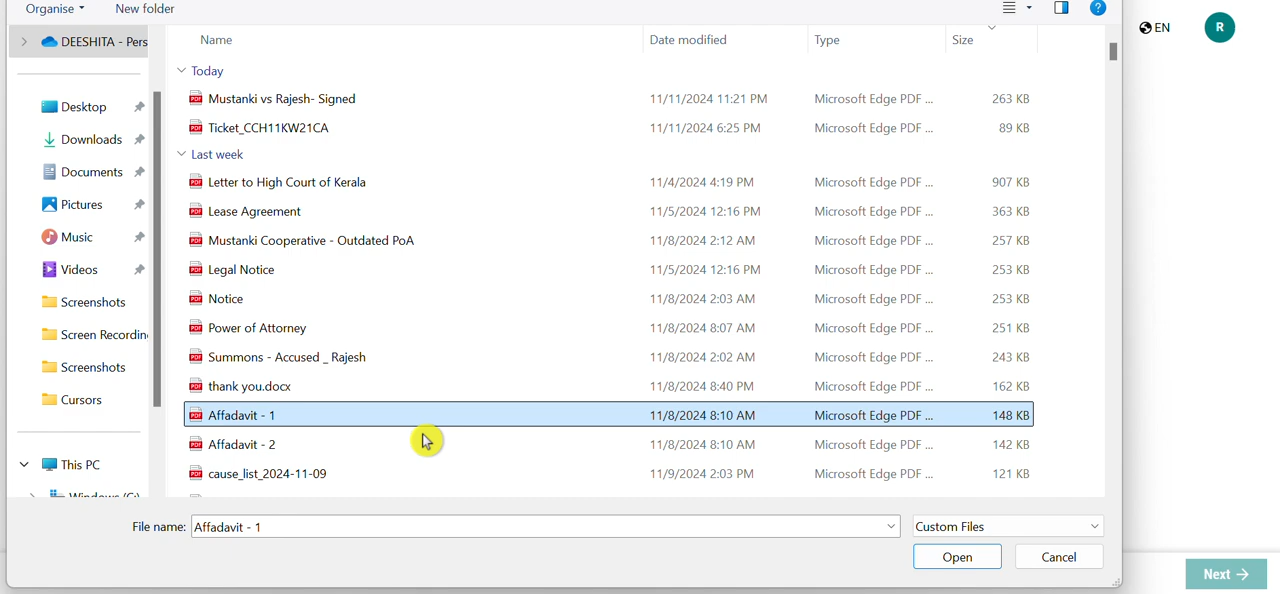 Organise New folder
EN R
DEESHITA - Pers
Name Date modified Type Size
Today
Desktop
Mustanki vs Rajesh- Signed 11/11/2024 11:21 PM Microsoft Edge PDF ... 263 KB
Downloads
Ticket_CCH11KW21CA 11/11/2024 6:25 PM Microsoft Edge PDF ... 89 KB
Last week
Documents
Letter to High Court of Kerala 11/4/2024 4:19 PM Microsoft Edge PDF ... 907 KB
Pictures
Lease Agreement 11/5/2024 12:16 PM Microsoft Edge PDF ... 363 KB
Music
Mustanki Cooperative - Outdated PoA 11/8/2024 2:12 AM Microsoft Edge PDF ... 257 KB
Videos
Legal Notice 11/5/2024 12:16 PM Microsoft Edge PDF ... 253 KB
Screenshots
Notice 11/8/2024 2:03 AM Microsoft Edge PDF ... 253 KB
Screen Recordin
Power of Attorney 11/8/2024 8:07 AM Microsoft Edge PDF ... 251 KB
Screenshots
Summons - Accused _ Rajesh 11/8/2024 2:02 AM Microsoft Edge PDF ... 243 KB
Cursors
thank you.docx 11/8/2024 8:40 PM Microsoft Edge PDF ... 162 KB
Affadavit - 1 11/8/2024 8:10 AM Microsoft Edge PDF ... 148 KB
Affadavit - 2 11/8/2024 8:10 AM Microsoft Edge PDF ... 142 KB
This PC
cause_list_2024-11-09 11/9/2024 2:03 PM Microsoft Edge PDF ... 121 KB
File name: Affadavit - 1 Custom Files
Open Cancel
Next →